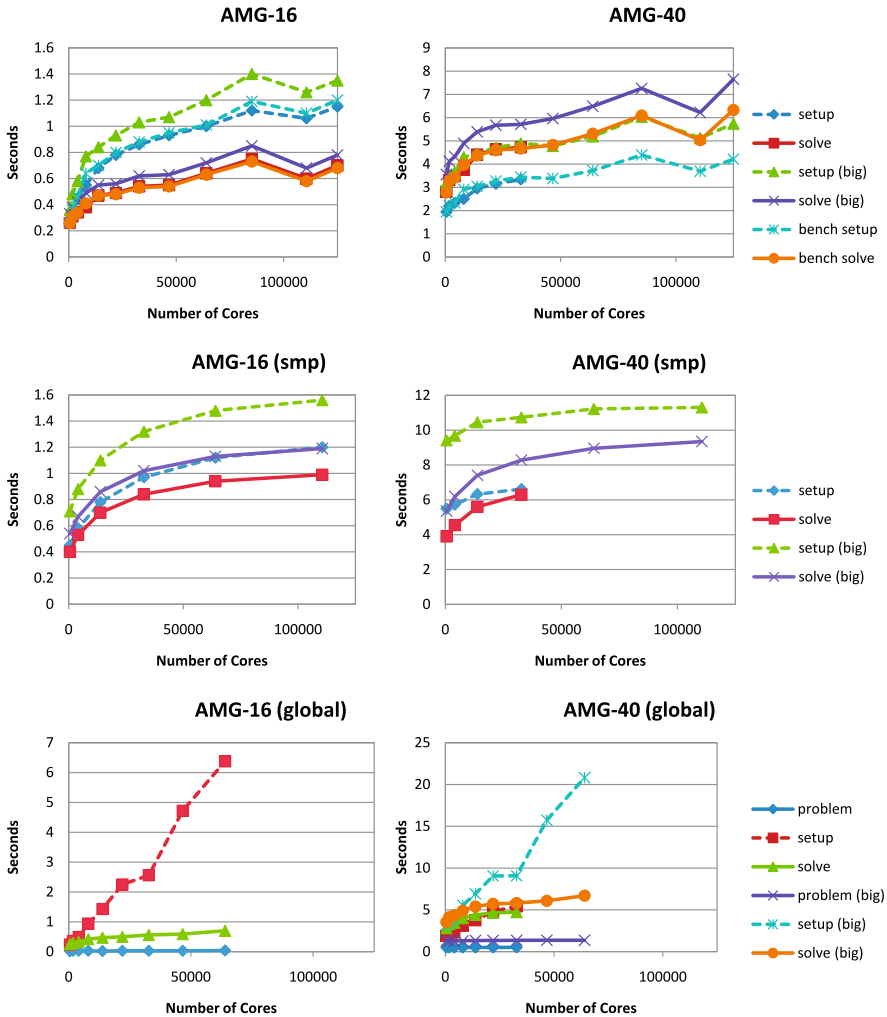 AMG-16
1.6
1.4
1.2
1
0.8
0.6
0.4
0.2
0
Seconds
0 50000 100000
Number of Cores
AMG-40
9
8
7
6
5
4
3
2
1
0
Seconds
0 50000 100000
Number of Cores
setup
solve
setup (big)
solve (big)
bench setup
bench solve
AMG-16 (smp)
1.6
1.4
1.2
1
0.8
0.6
0.4
0.2
0
Seconds
0 50000 100000
Number of Cores
AMG-40 (smp)
12
10
8
6
4
2
0
Seconds
0 50000 100000
Number of Cores
setup
solve
setup (big)
solve (big)
AMG-16 (global)
7
6
5
4
3
2
1
0
Seconds
0 50000 100000
Number of Cores
AMG-40 (global)
25
20
15
10
5
0
Seconds
0 50000 100000
Number of Cores
problem
setup
solve
problem (big)
setup (big)
solve (big)